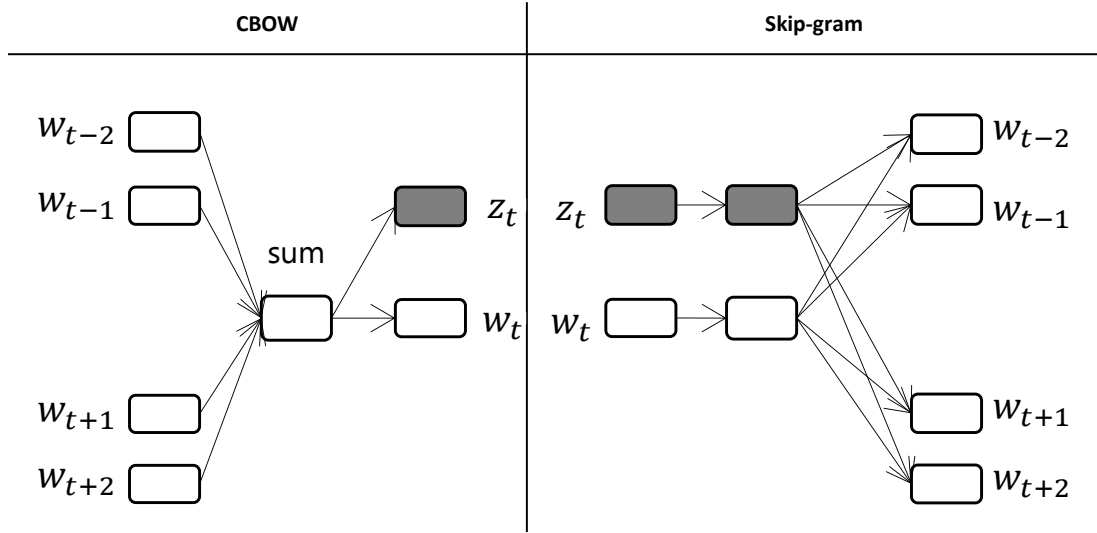 CBOW
w_{t−2}
w_{t−1}
sum
z_t
w_t
w_{t+1}
w_{t+2}
Skip-gram
w_{t−2}
z_t
w_{t−1}
w_t
w_{t+1}
w_{t+2}